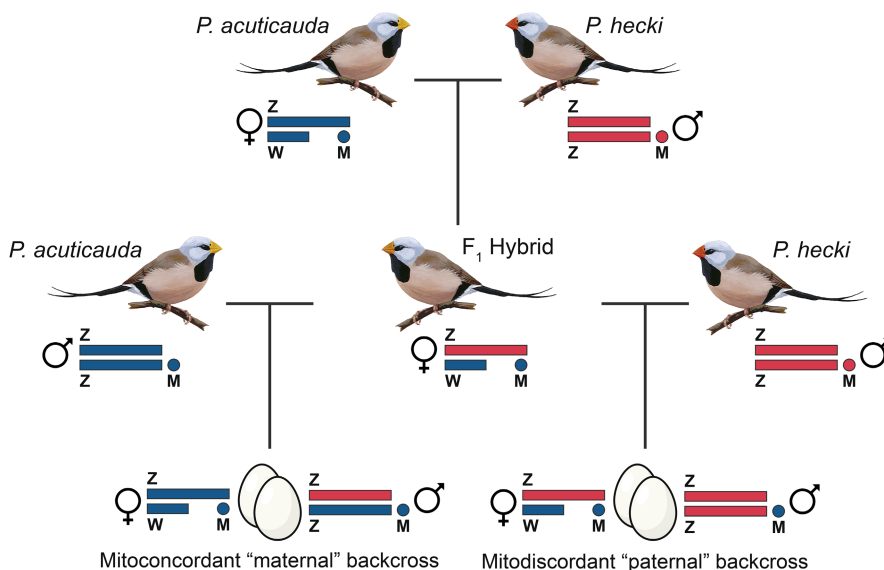 P. acuticauda P. hecki
Z Z
W M Z M
P. acuticauda F1 Hybrid P. hecki
Z Z Z
Z M W M Z M
Z Z Z Z
W M Z M W M Z M
Mitoconcordant “maternal” backcross Mitodiscordant “paternal” backcross